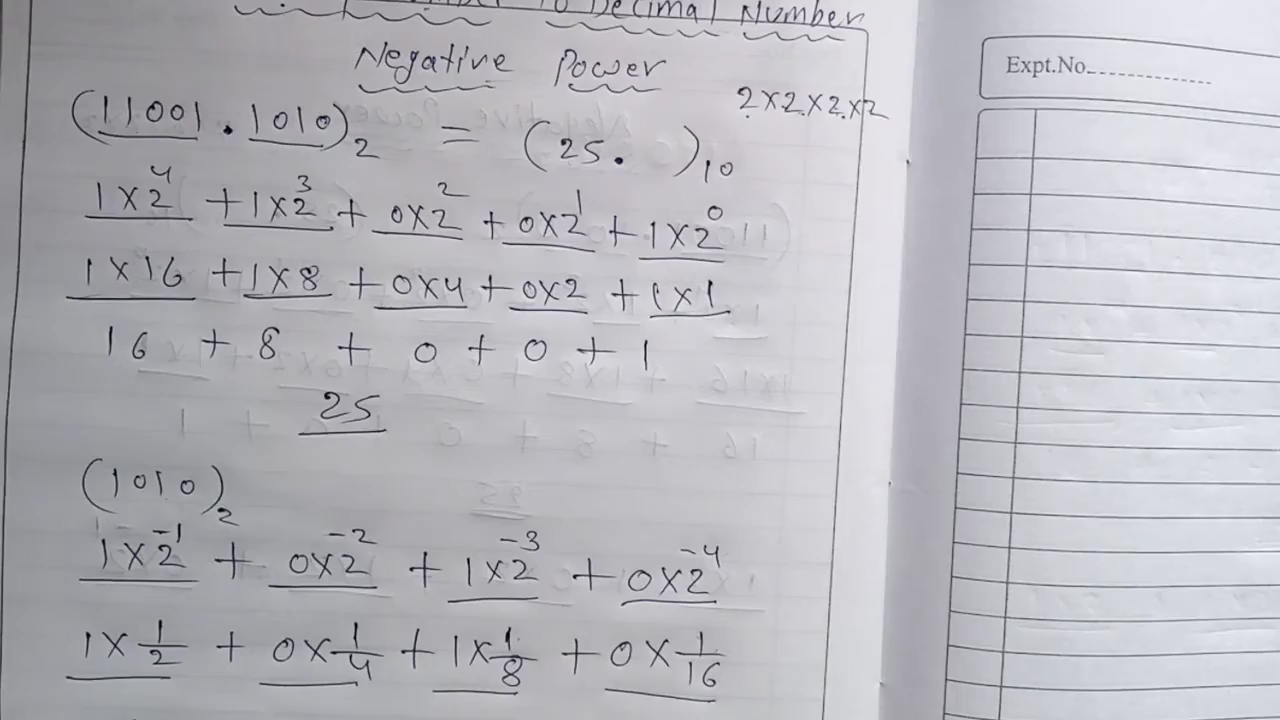 To Decimal Number
Negative Power
2×2×2×2
(11001.1010)₂ = (25. )₁₀
1×2⁴ + 1×2³ + 0×2² + 0×2¹ + 1×2⁰
1×16 + 1×8 + 0×4 + 0×2 + 1×1
16 + 8 + 0 + 0 + 1
25
(1010)₂
1×2⁻¹ + 0×2⁻² + 1×2⁻³ + 0×2⁻⁴
1×1/2 + 0×1/4 + 1×1/8 + 0×1/16
Expt.No.